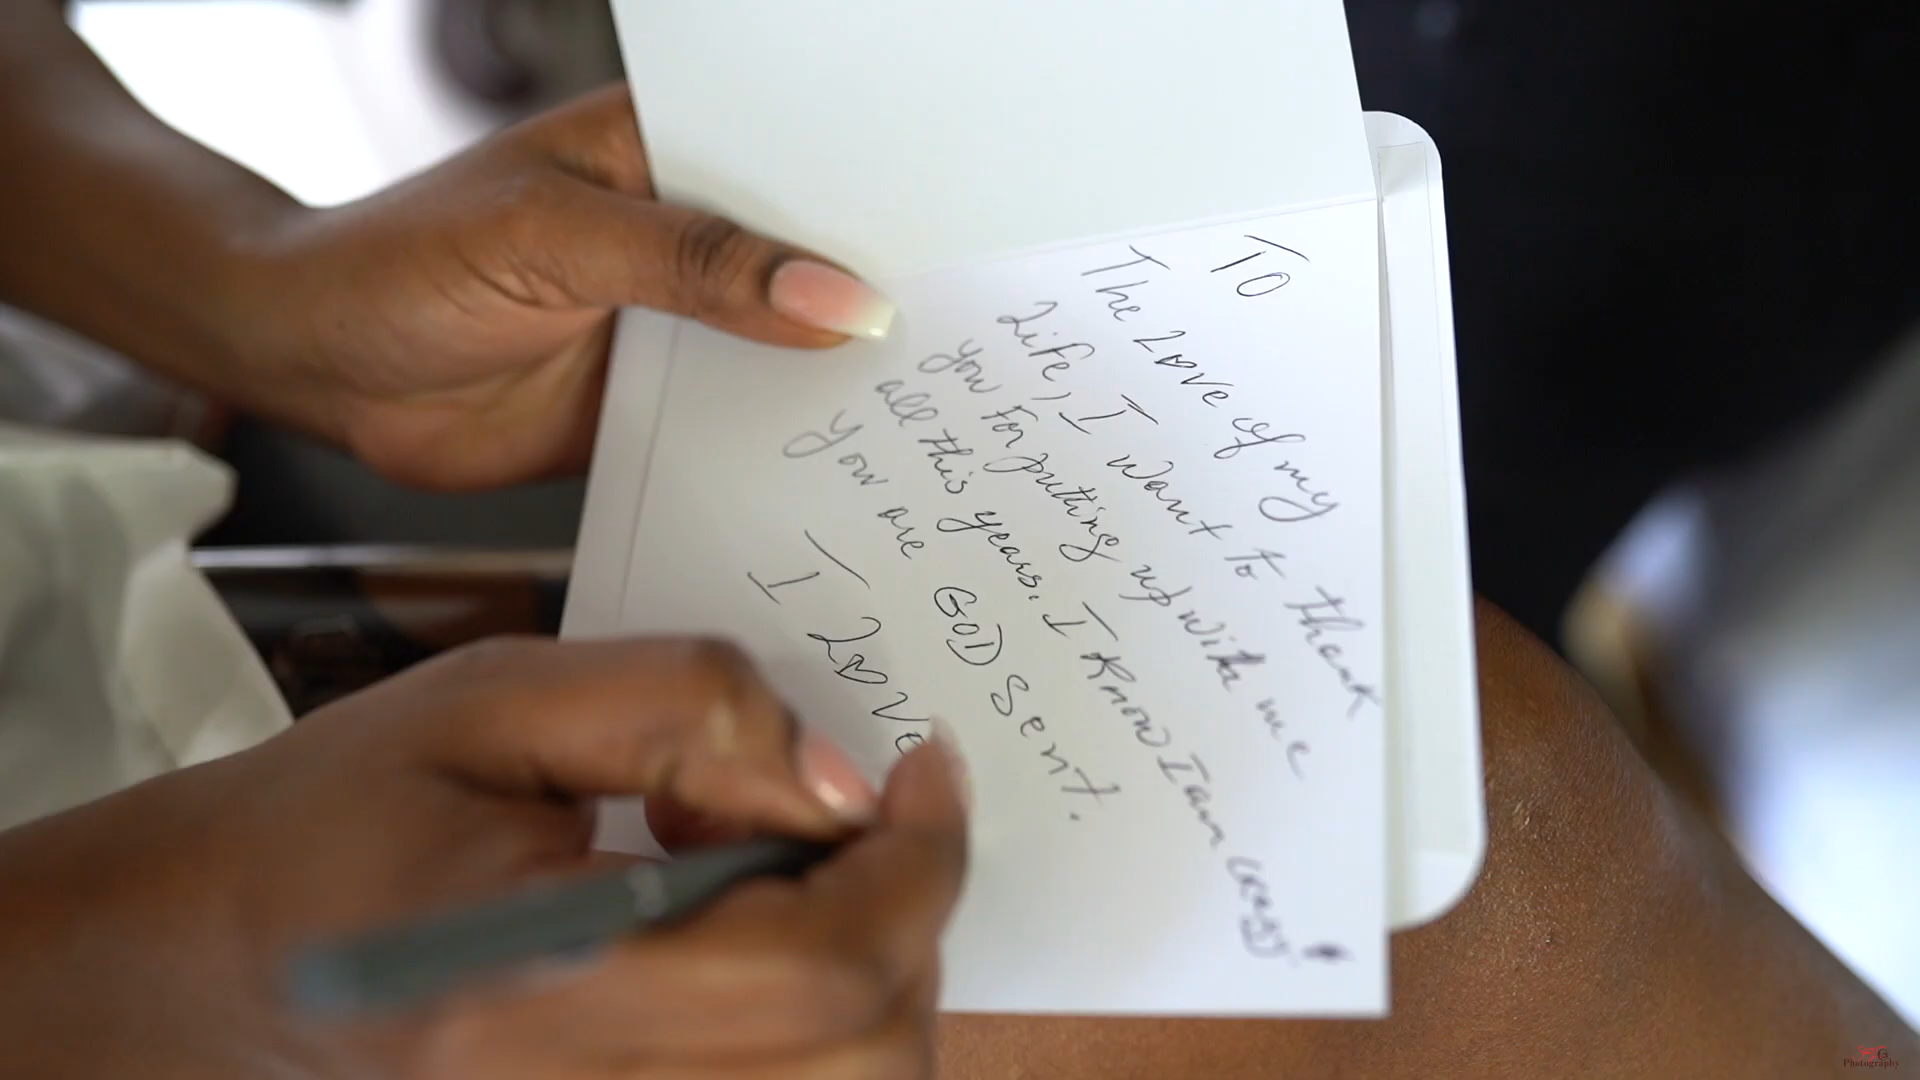 TO
The Love of my
Life, I want to thank
you For putting up with me
all this years. I know I am crazy
You are GOD Sent.
I Love
Photography